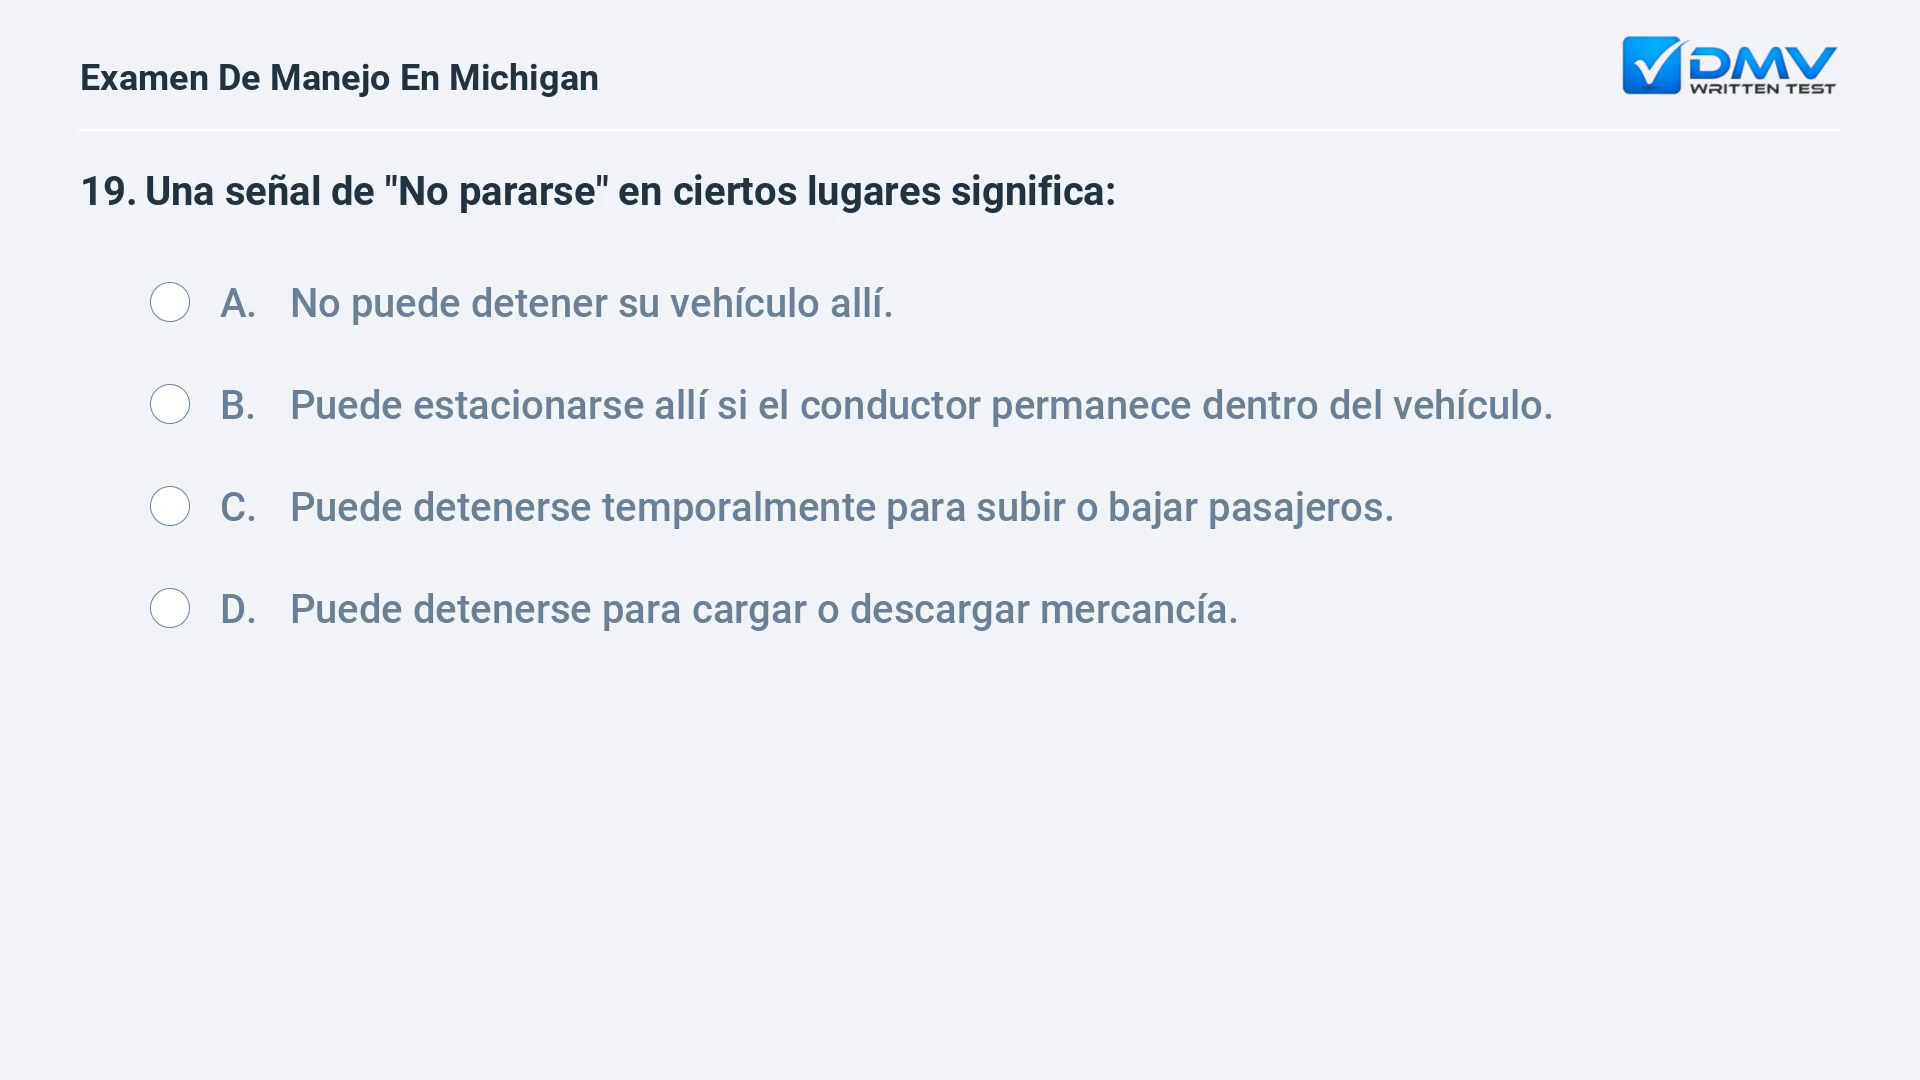 Examen De Manejo En Michigan
DMV
WRITTEN TEST
19. Una señal de "No pararse" en ciertos lugares significa:
A. No puede detener su vehículo allí.
B. Puede estacionarse allí si el conductor permanece dentro del vehículo.
C. Puede detenerse temporalmente para subir o bajar pasajeros.
D. Puede detenerse para cargar o descargar mercancía.